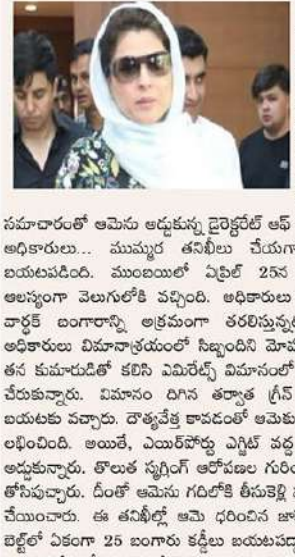 సమాచారంతో ఆమెను అడ్డుకున్న డైరెక్టరేట్ ఆఫ్
అధికారులు... ముమ్మర తనిఖీలు చేయగా
బయటపడింది. ముంబయిలో ఏప్రిల్ 25న
ఆలస్యంగా వెలుగులోకి వచ్చింది. అధికారులు
వార్ధక్ బంగారాన్ని అక్రమంగా తరలిస్తున్న
అధికారులు విమానాశ్రయంలో సిబ్బందిని
తన కుమారుడితో కలిసి ఎమిరేట్స్ విమానంలో
చేరుకున్నారు. విమానం దిగిన తర్వాత గ్రీన్
బయటకు వచ్చారు. దౌత్యవేత్త కావడంతో ఆమెకు
లభించింది. అయితే, ఎయిర్‌పోర్టు ఎగ్జిట్ వద్ద
అడ్డుకున్నారు. తొలుత స్మగ్లింగ్ ఆరోపణల గురిం
తోసిపుచ్చారు. దీంతో ఆమెను గదిలోకి తీసుకెళ్లి
చేయించారు. ఈ తనిఖీల్లో ఆమె ధరించిన జా
బెల్ట్‌లో ఏకంగా 25 బంగారు కడ్డీలు బయటపడ